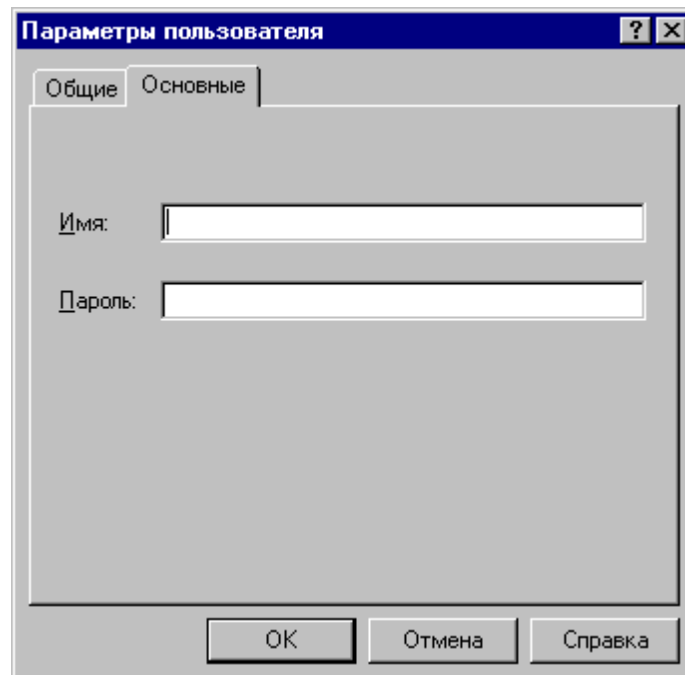 Параметры пользователя ?
Общие Основные
Имя:
Пароль:
OK Отмена Справка